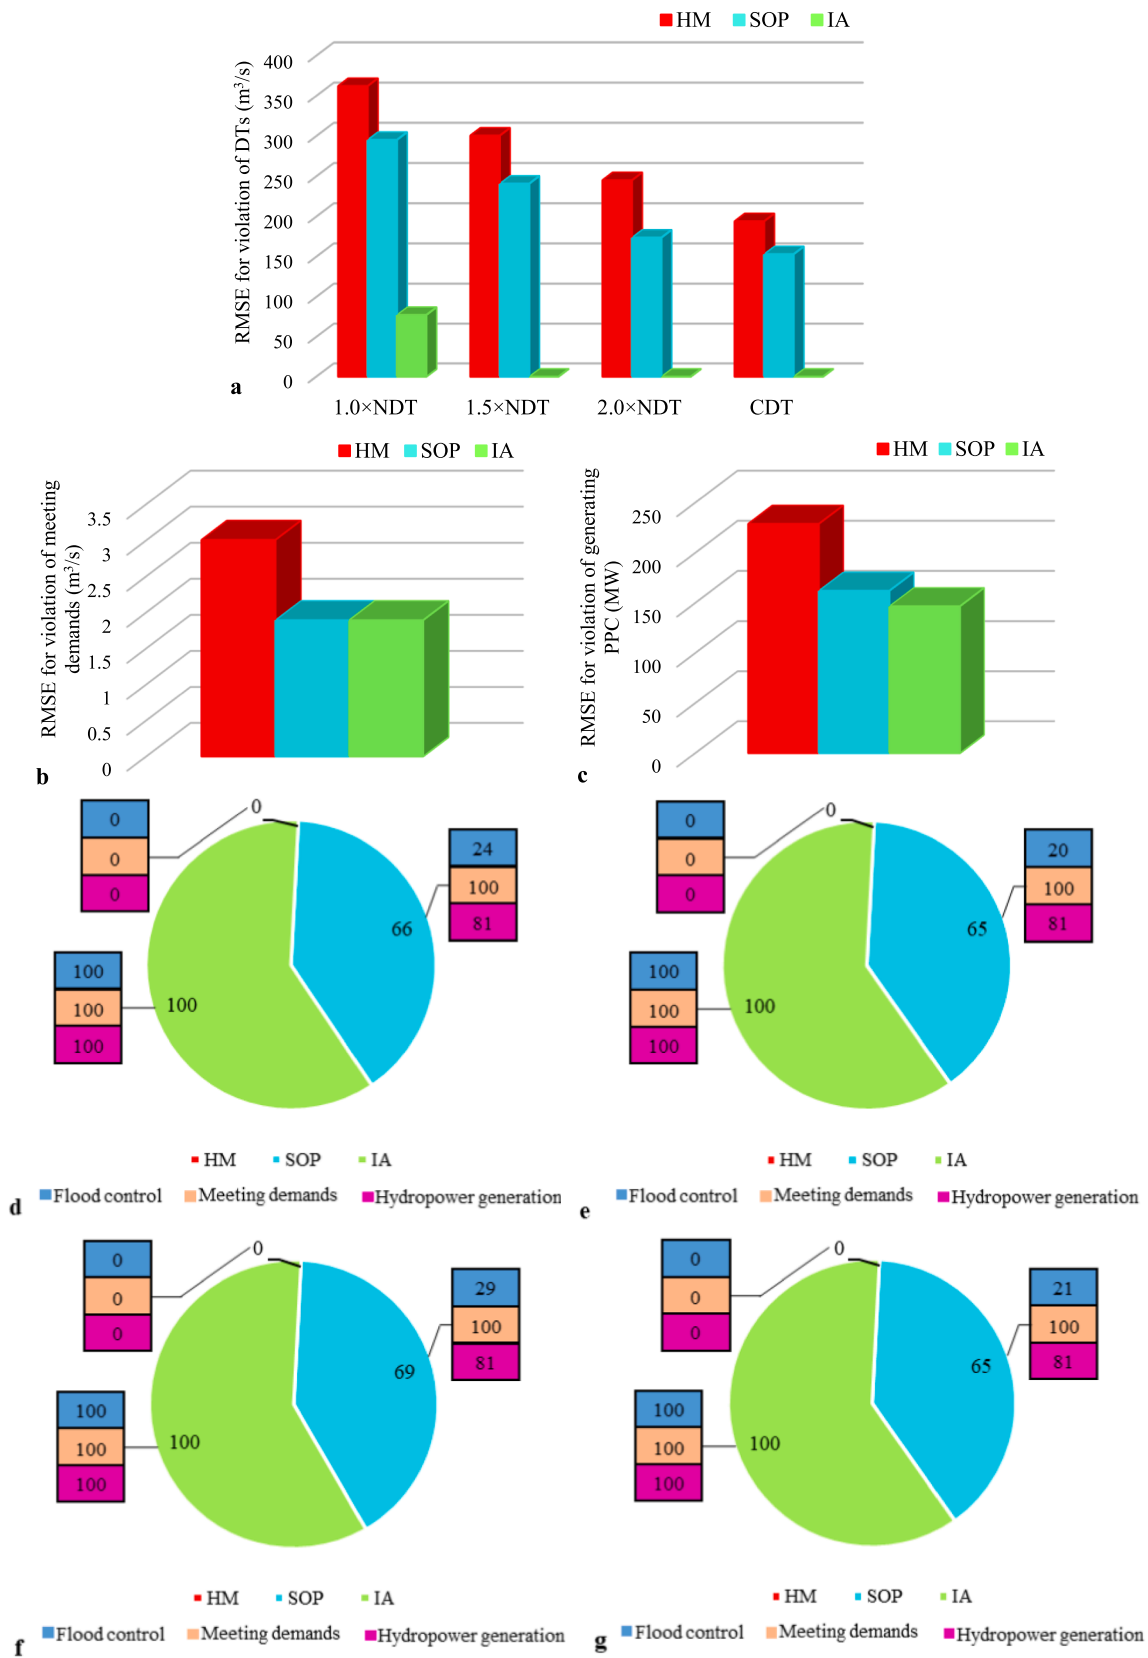 HM SOP IA
RMSE for violation of DTs (m³/s)
400
350
300
250
200
150
100
50
0
a
1.0×NDT 1.5×NDT 2.0×NDT CDT
HM SOP IA
RMSE for violation of meeting
demands (m³/s)
3.5
3
2.5
2
1.5
1
0.5
0
b
HM SOP IA
RMSE for violation of generating
PPC (MW)
250
200
150
100
50
0
c
0
0
0
0
24
100
81
66
100
100
100
100
HM SOP IA
Flood control Meeting demands Hydropower generation
d
0
0
0
0
20
100
81
65
100
100
100
100
HM SOP IA
Flood control Meeting demands Hydropower generation
e
0
0
0
0
29
100
81
69
100
100
100
100
HM SOP IA
Flood control Meeting demands Hydropower generation
f
0
0
0
0
21
100
81
65
100
100
100
100
HM SOP IA
Flood control Meeting demands Hydropower generation
g